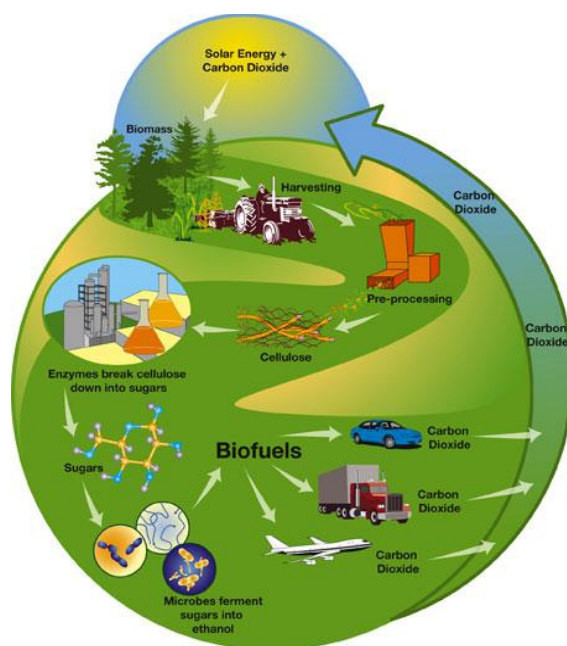 Solar Energy +
Carbon Dioxide
Biomass
Harvesting
Carbon
Dioxide
Pre-processing
Cellulose
Carbon
Dioxide
Enzymes break cellulose
down into sugars
Sugars
Biofuels
Carbon
Dioxide
Carbon
Dioxide
Carbon
Dioxide
Microbes ferment
sugars into
ethanol